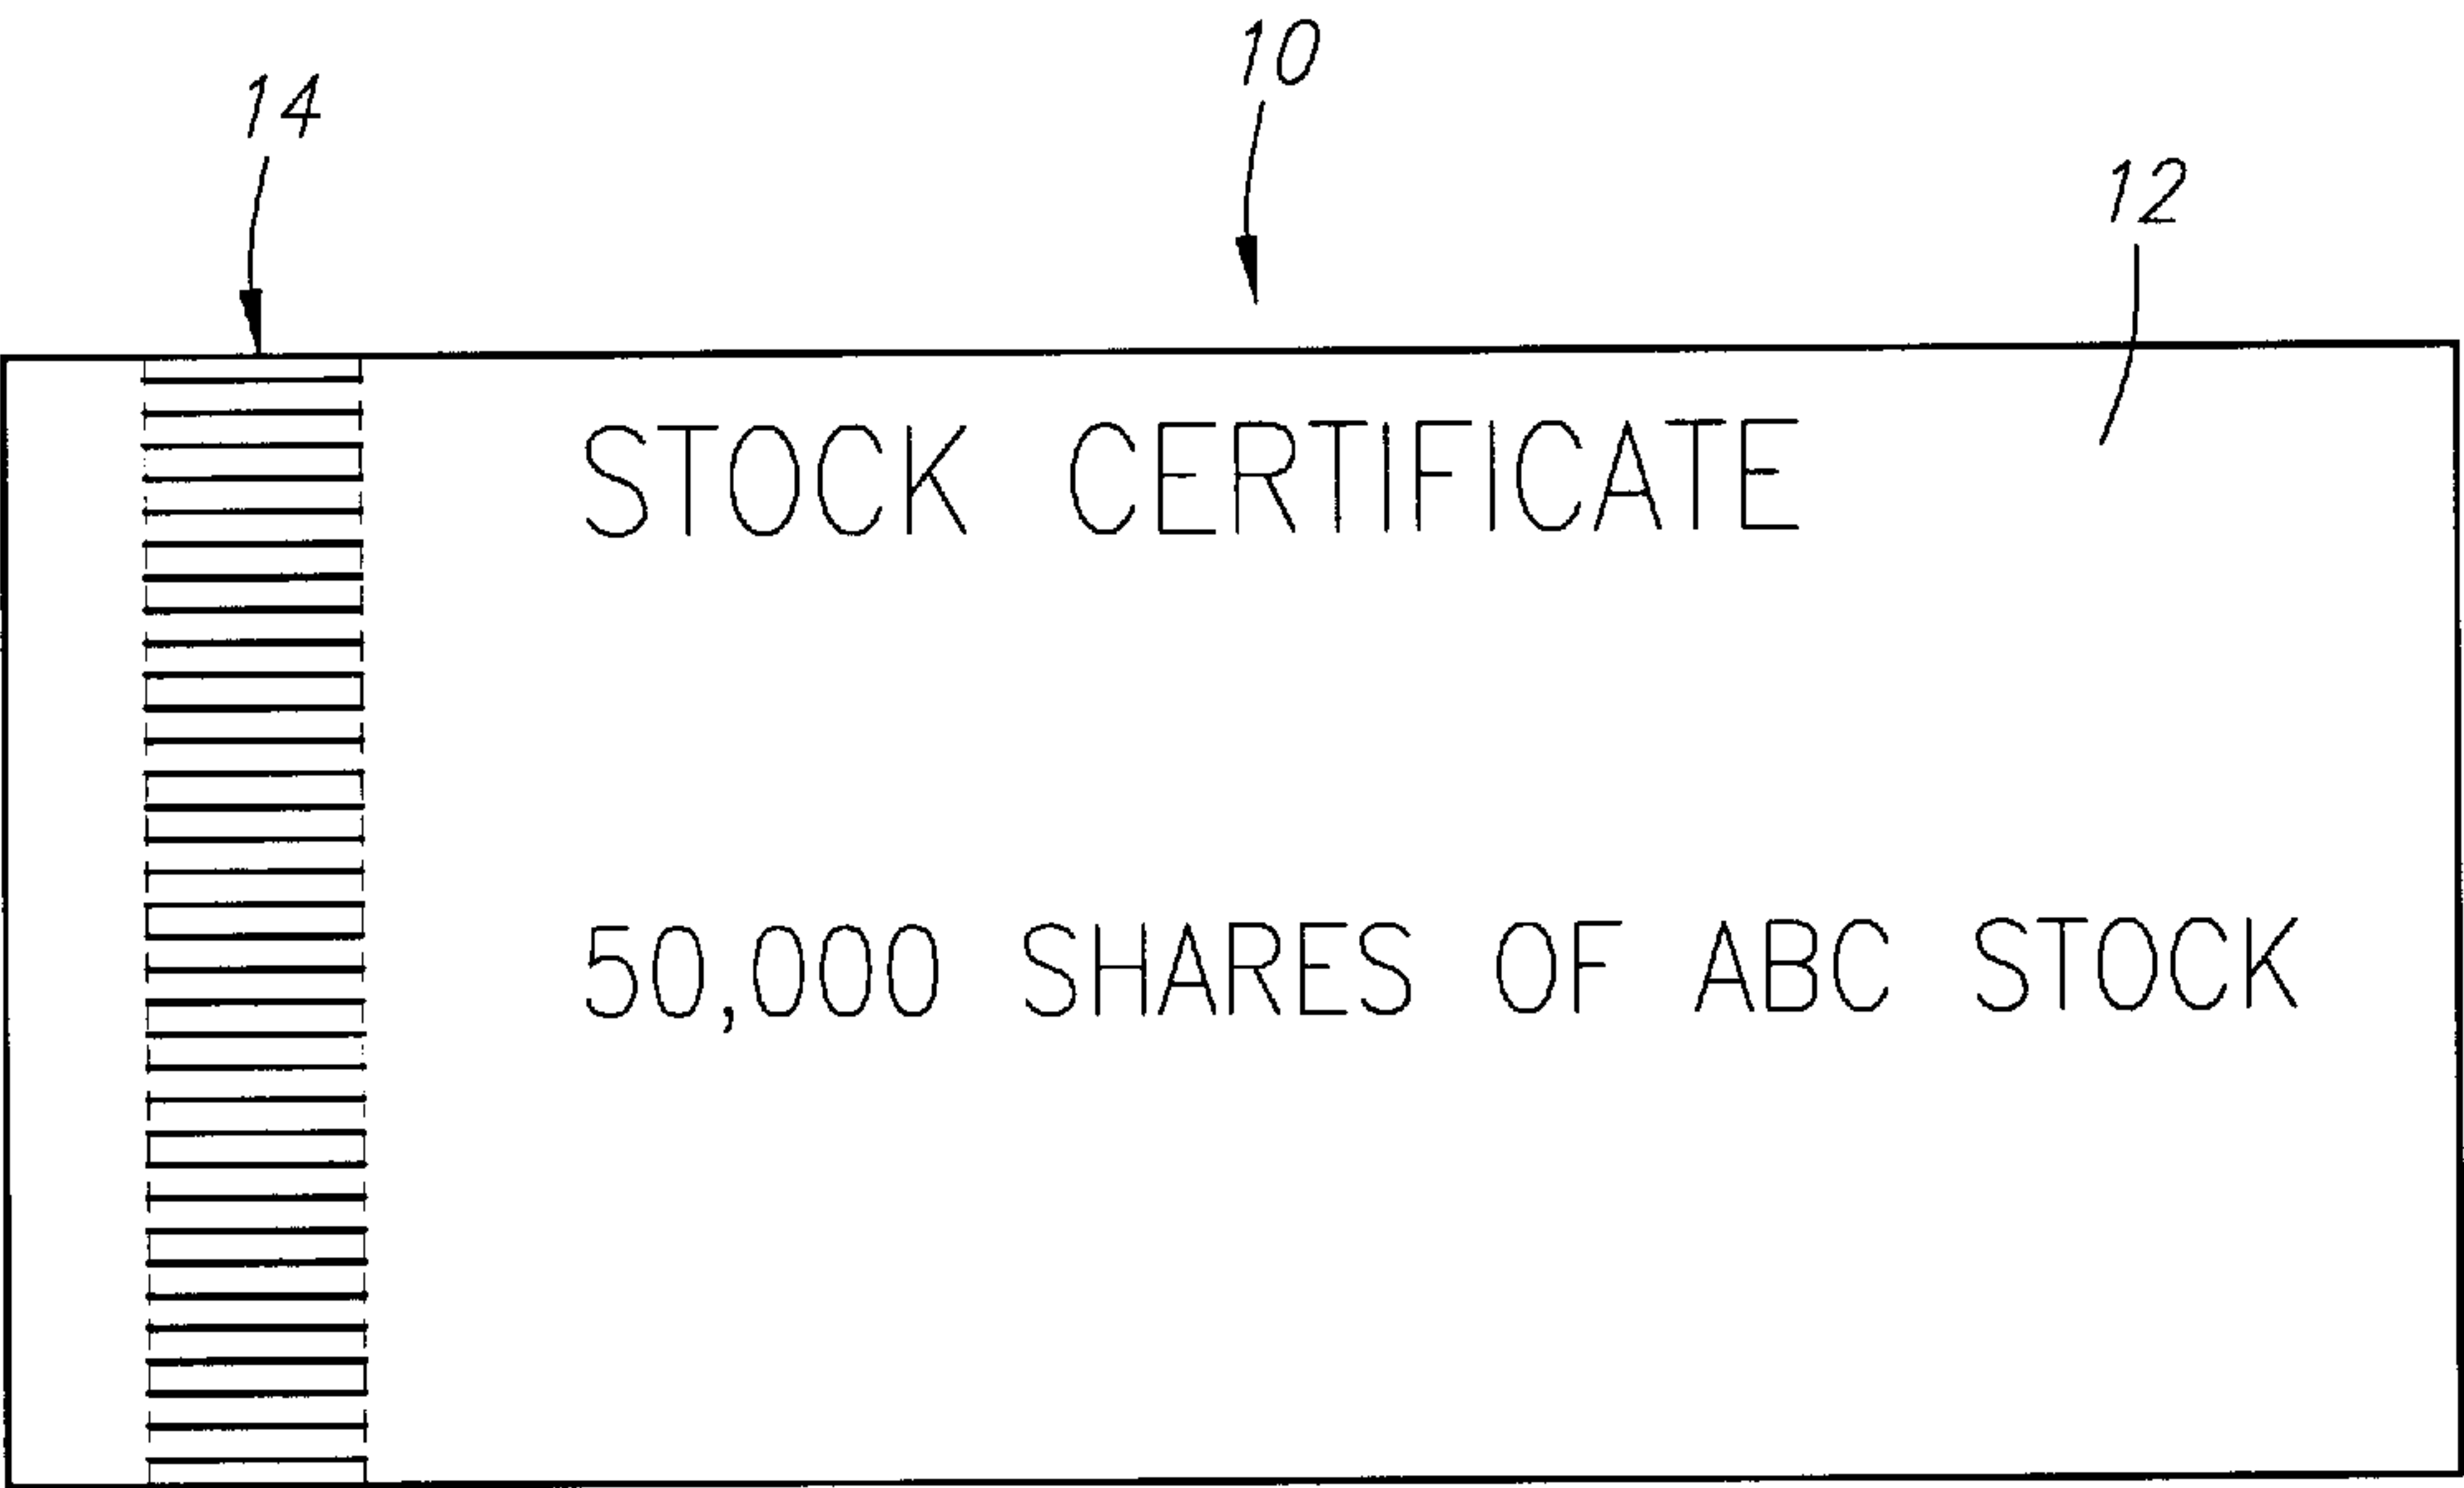 10
14
12
STOCK CERTIFICATE
50,000 SHARES OF ABC STOCK